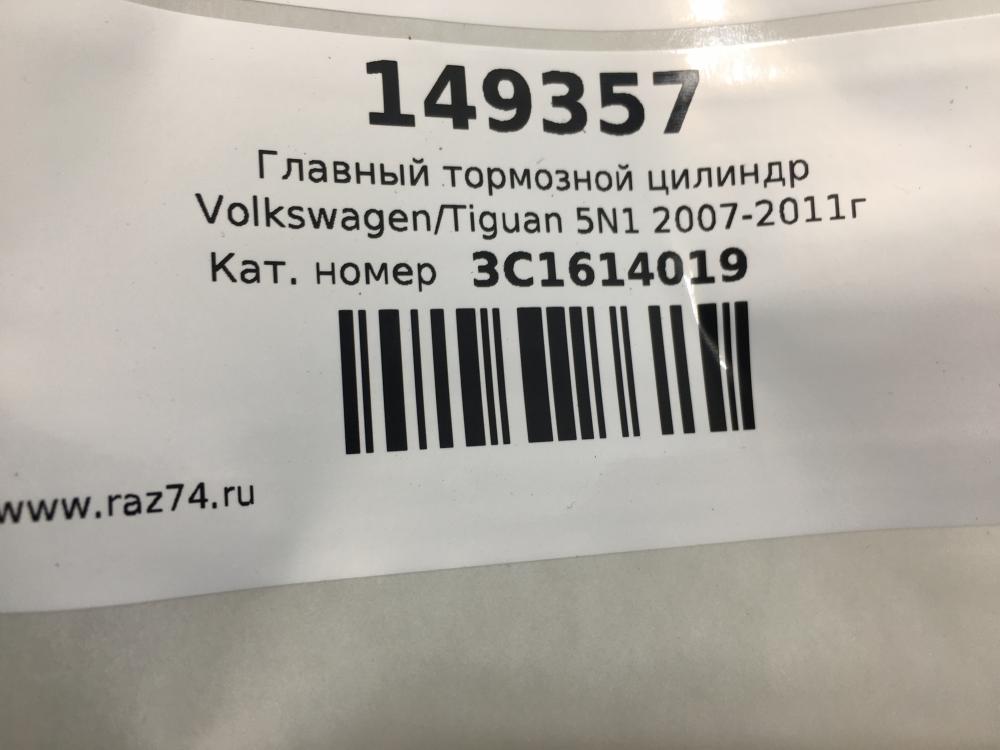 149357
Главный тормозной цилиндр
Volkswagen/Tiguan 5N1 2007-2011г
Кат. номер 3C1614019
www.raz74.ru